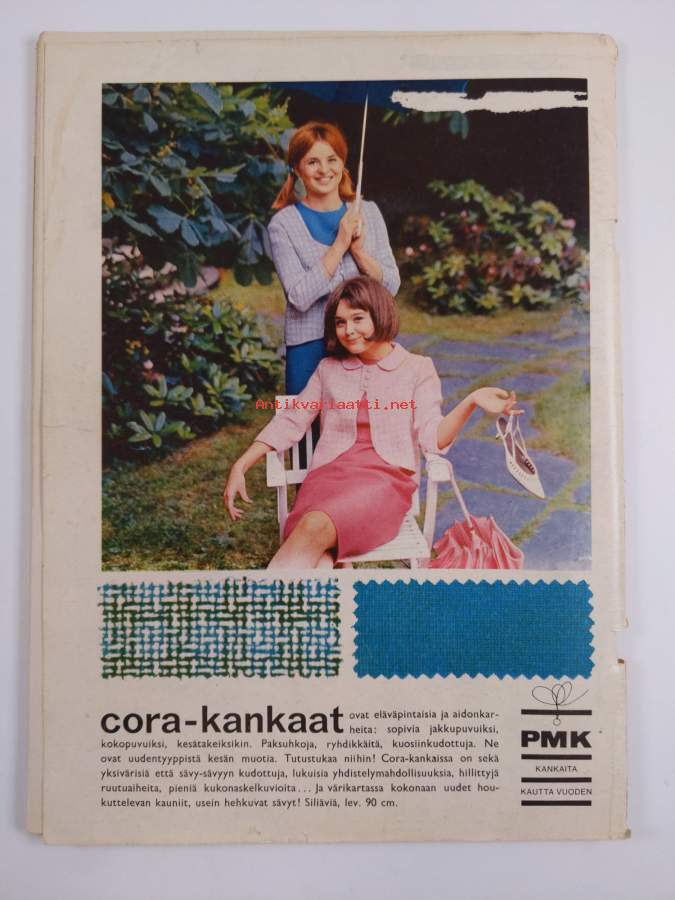 Antikvariaatti.net
cora-kankaat ovat eläväpintaisia ja aidonkar-
heita: sopivia jakkupuvuiksi,
kokopuvuiksi, kesätakeiksikin. Paksuhkoja, ryhdikkäitä, kuosiinkudottuja. Ne
ovat uudentyyppistä kesän muotia. Tutustukaa niihin! Cora-kankaissa on sekä
yksivärisiä että sävy-sävyyn kudottuja, lukuisia yhdistelymahdollisuuksia, hillittyjä
ruutuaiheita, pieniä kukonaskelkuvioita... Ja värikartassa kokonaan uudet hou-
kuttelevan kauniit, usein hehkuvat sävyt! Siliäviä, lev. 90 cm.
PMK
KANKAITA
KAUTTA VUODEN